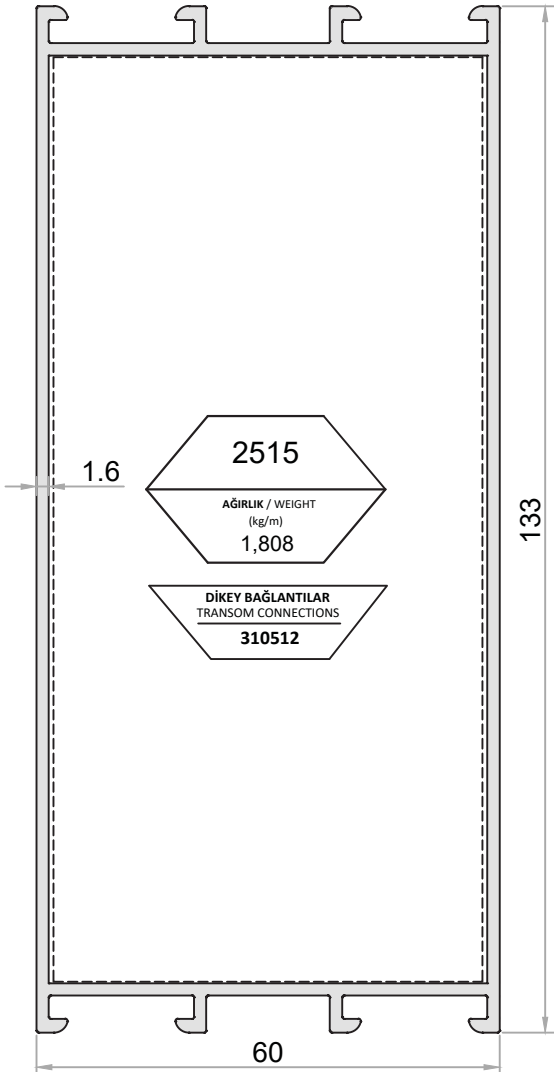 2515
1.6
AĞIRLIK / WEIGHT
(kg/m)
1,808
133
DİKEY BAĞLANTILAR
TRANSOM CONNECTIONS
310512
60